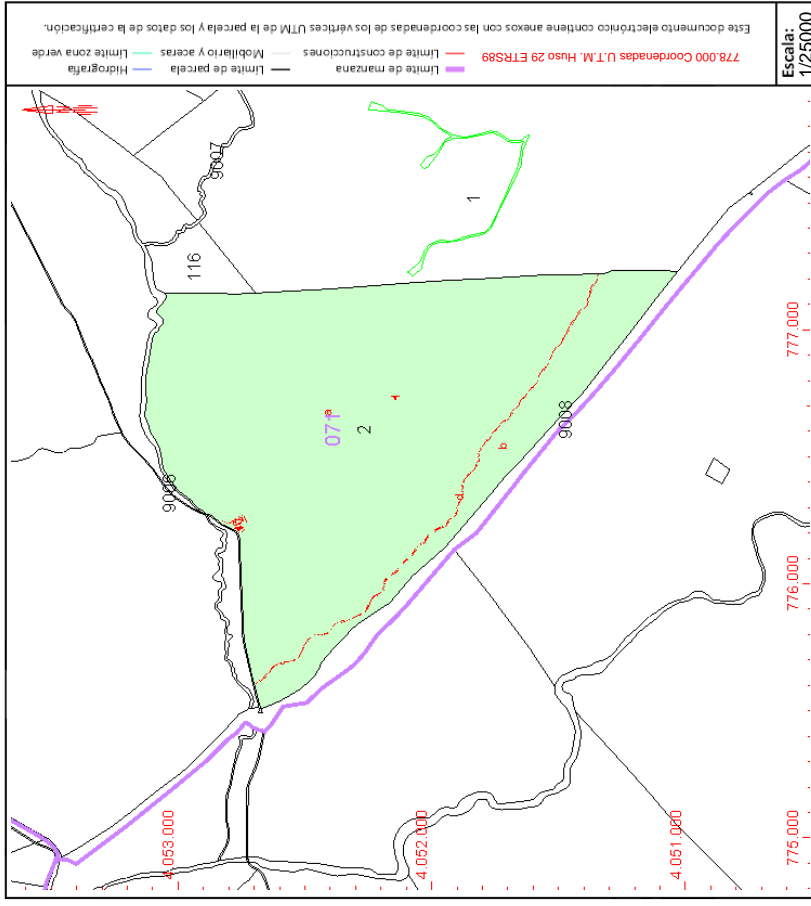 Este documento electrónico contiene anexos con las coordenadas de los vértices UTM de la parcela y los datos de la certificación.
778.000 Coordenadas U.T.M. Huso 29 ETRS89
Límite de manzana
Límite de construcciones
Límite de parcela
Mobiliario y aceras
Hidrografía
Límite zona verde
Escala:
1/25000
9007
116
1
9006
071
a
2
b
d
9008
777.000
776.000
775.000
4.053.000
4.052.000
4.051.000